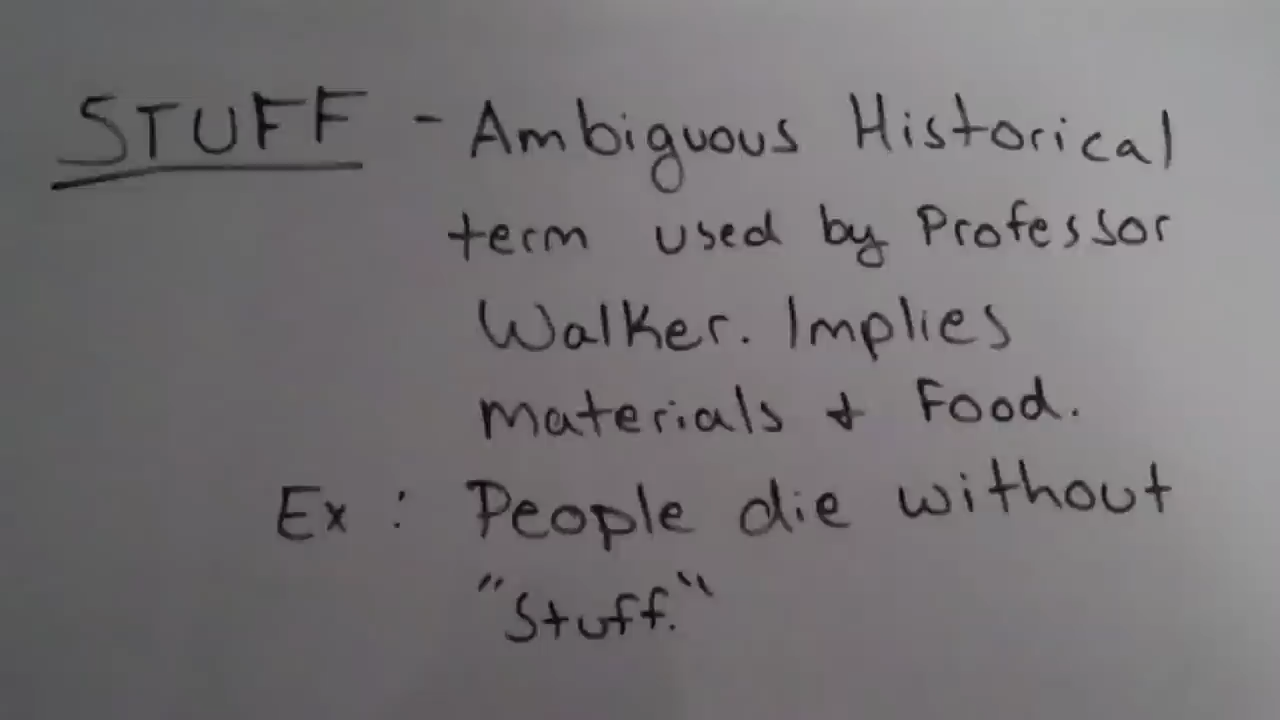 STUFF - Ambiguous Historical
term used by Professor
Walker. Implies
materials & Food.
Ex: People die without
"Stuff."